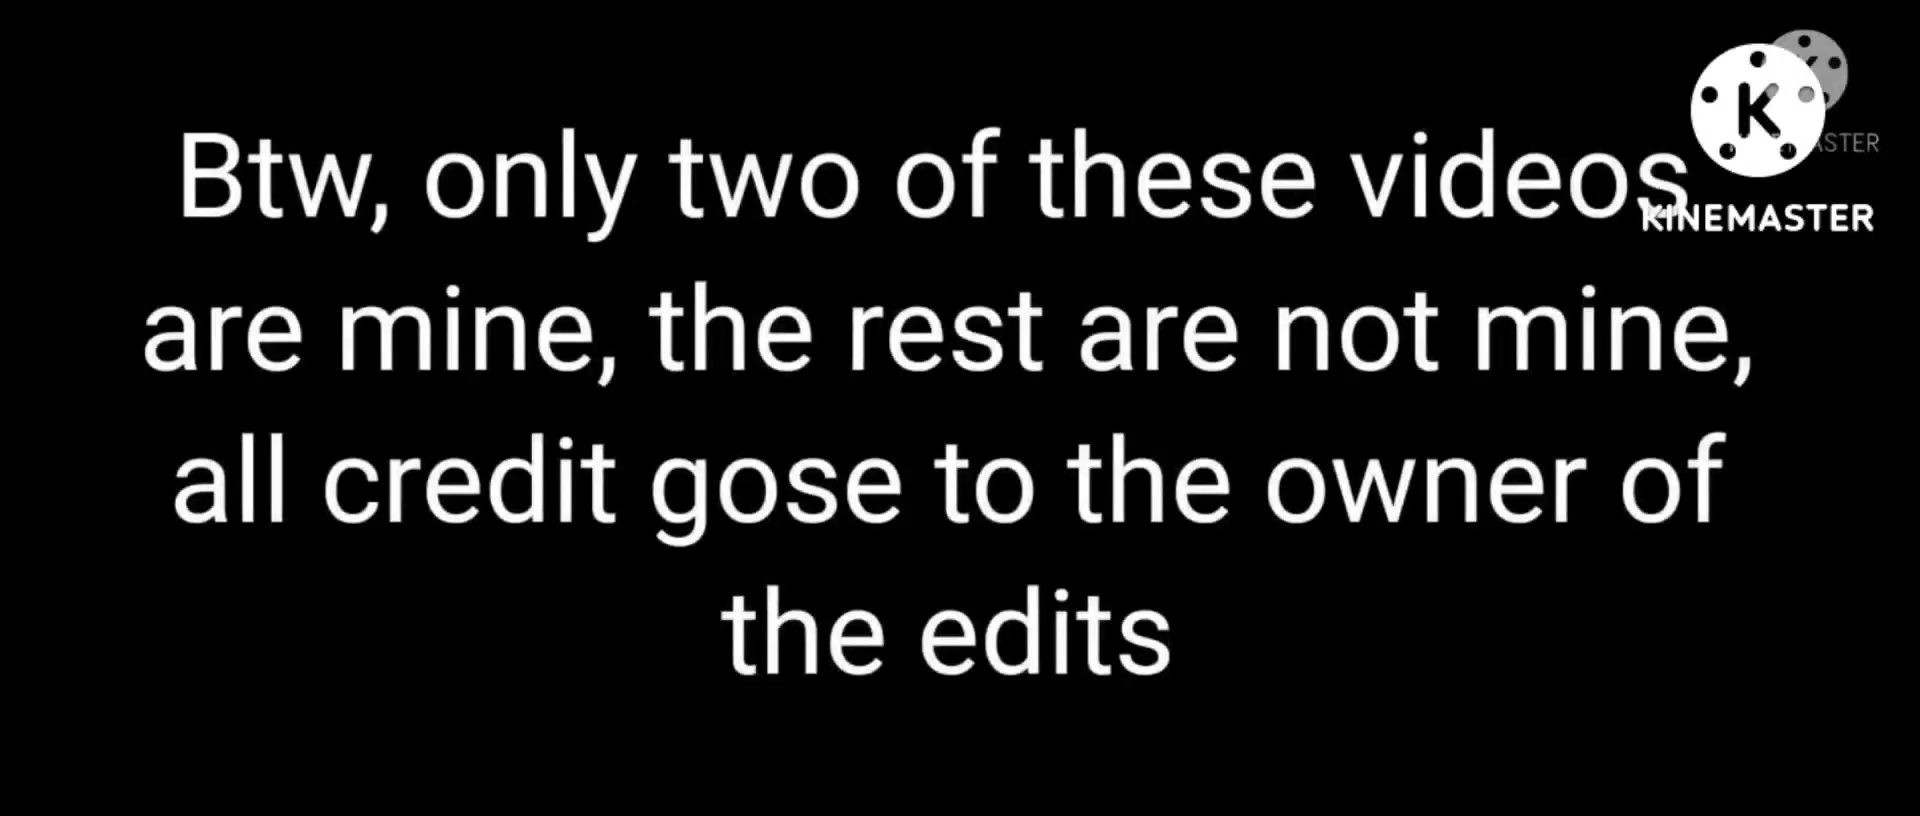 Btw, only two of these videos
are mine, the rest are not mine,
all credit gose to the owner of
the edits
K
KINEMASTER